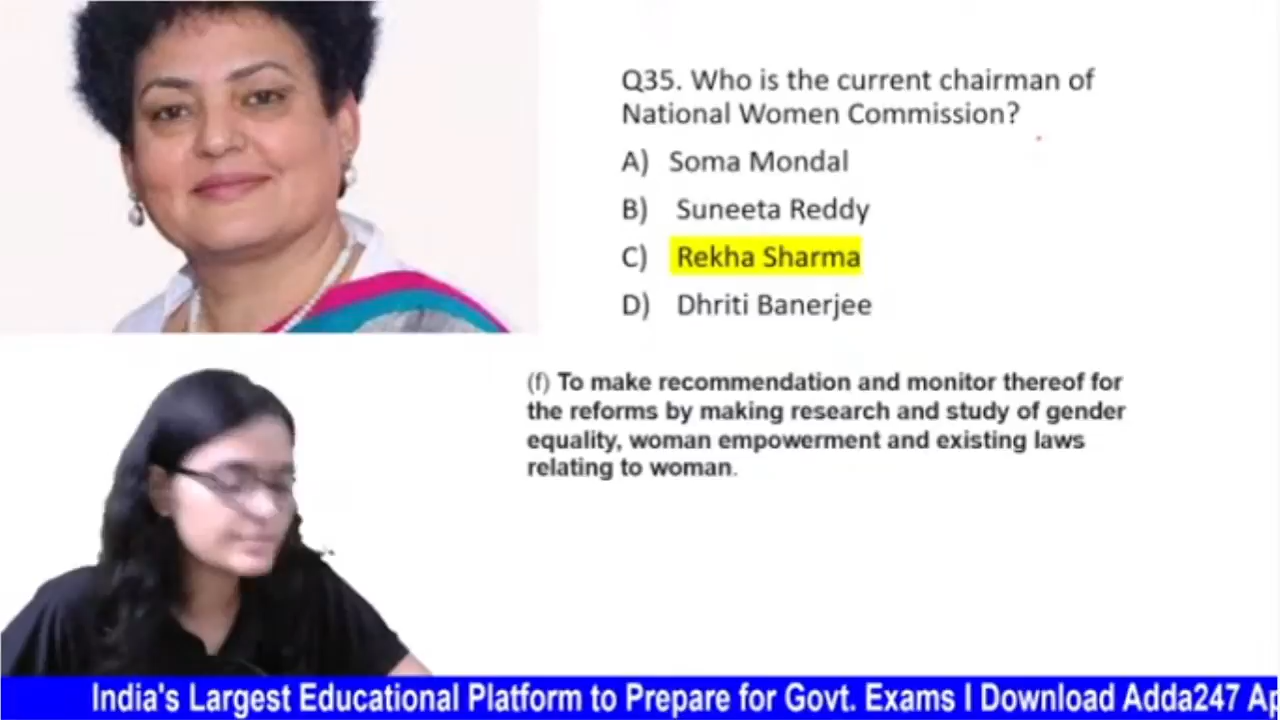 Q35. Who is the current chairman of
National Women Commission?
A) Soma Mondal
B) Suneeta Reddy
C) Rekha Sharma
D) Dhriti Banerjee
(f) To make recommendation and monitor thereof for
the reforms by making research and study of gender
equality, woman empowerment and existing laws
relating to woman.
India's Largest Educational Platform to Prepare for Govt. Exams I Download Adda247